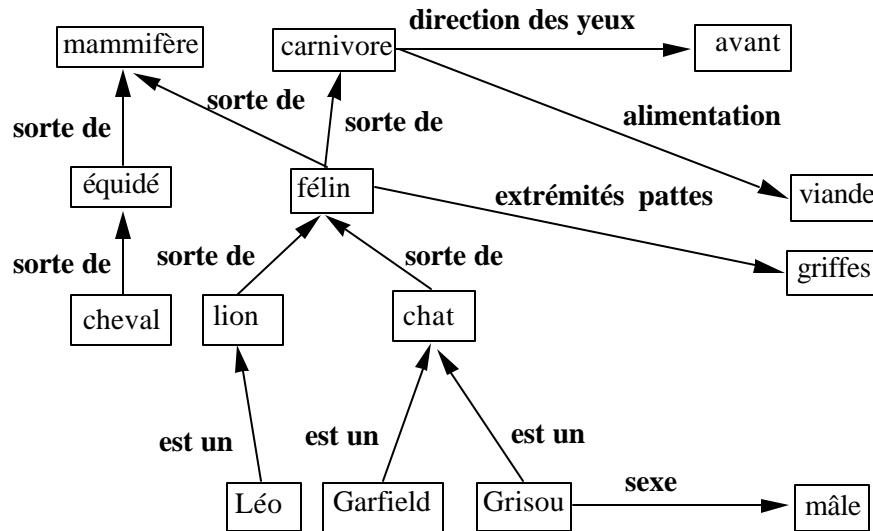 direction des yeux
mammifère
carnivore
avant
sorte de
sorte de
sorte de
alimentation
équidé
félin
extrémités pattes
viande
sorte de
sorte de
sorte de
griffes
cheval
lion
chat
est un
est un
est un
Léo
Garfield
Grisou
sexe
mâle